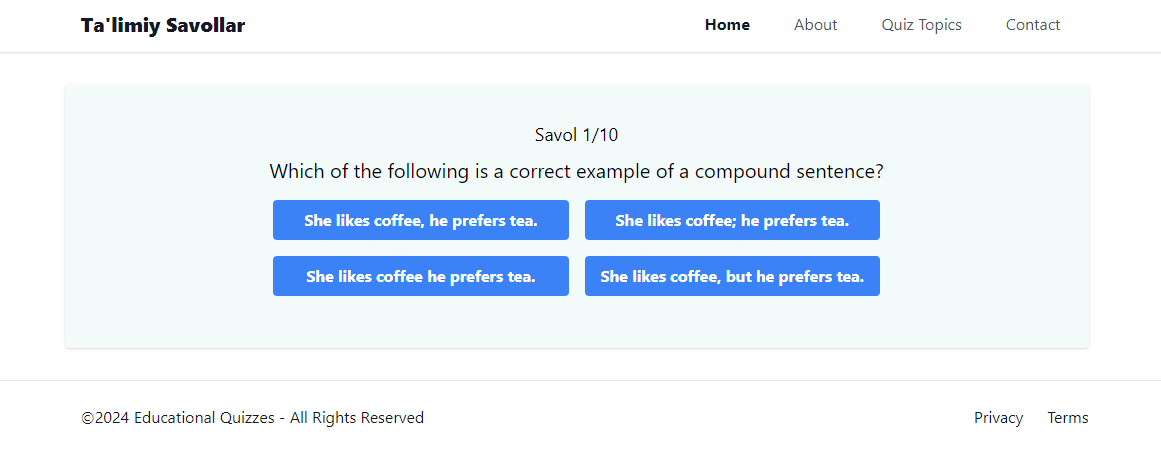 Ta'limiy Savollar
Home About Quiz Topics Contact
Savol 1/10
Which of the following is a correct example of a compound sentence?
She likes coffee, he prefers tea.
She likes coffee; he prefers tea.
She likes coffee he prefers tea.
She likes coffee, but he prefers tea.
©2024 Educational Quizzes - All Rights Reserved
Privacy Terms